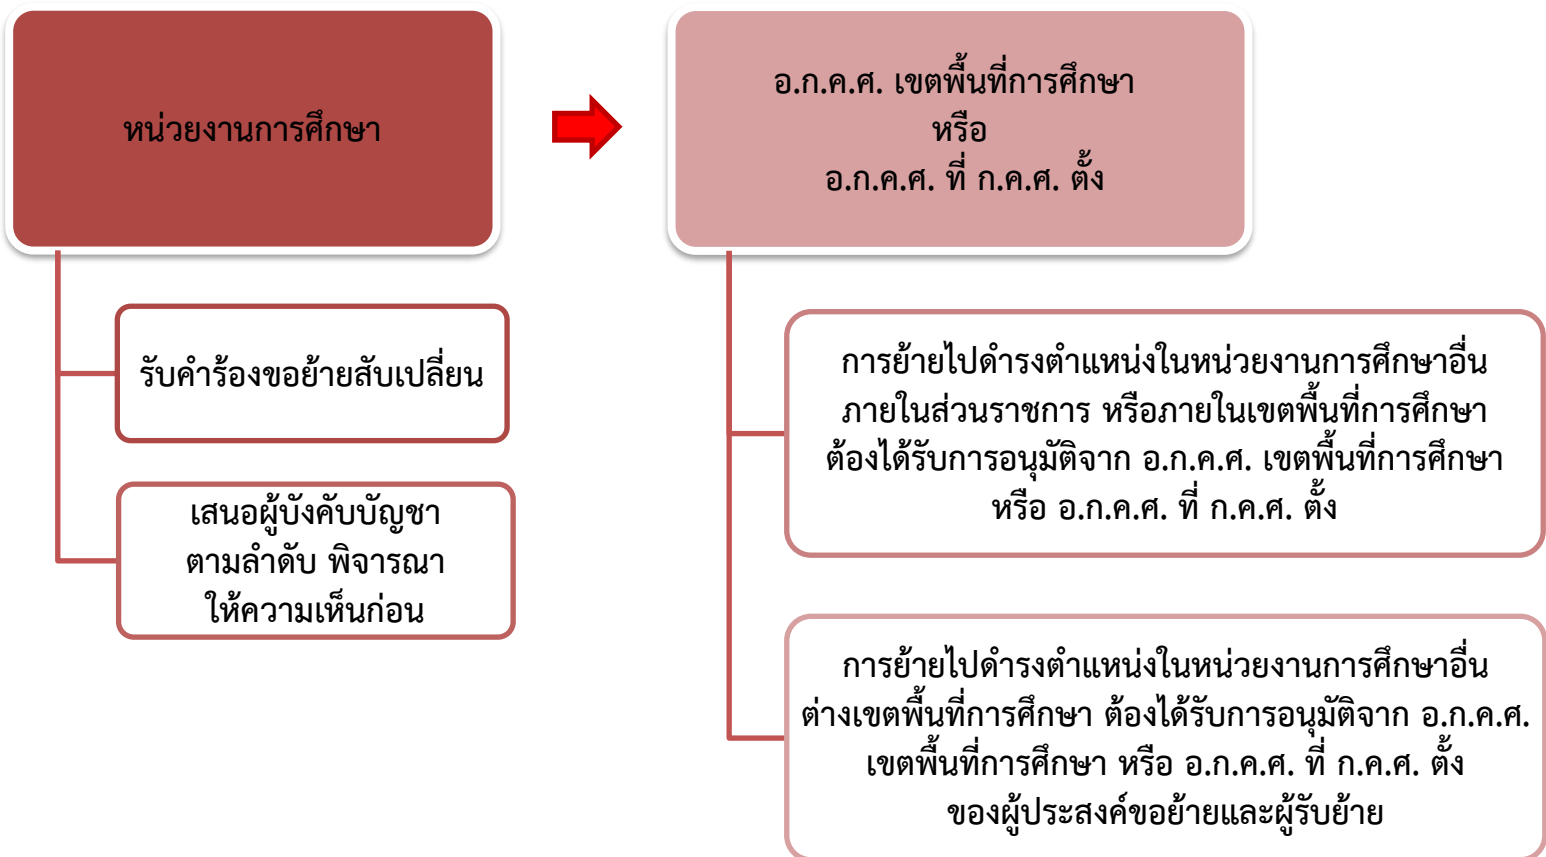 หน่วยงานการศึกษา
อ.ก.ค.ศ. เขตพื้นที่การศึกษา
หรือ
อ.ก.ค.ศ. ที่ ก.ค.ศ. ตั้ง
รับคำร้องขอย้ายสับเปลี่ยน
เสนอผู้บังคับบัญชา
ตามลำดับ พิจารณา
ให้ความเห็นก่อน
การย้ายไปดำรงตำแหน่งในหน่วยงานการศึกษาอื่น
ภายในส่วนราชการ หรือภายในเขตพื้นที่การศึกษา
ต้องได้รับการอนุมัติจาก อ.ก.ค.ศ. เขตพื้นที่การศึกษา
หรือ อ.ก.ค.ศ. ที่ ก.ค.ศ. ตั้ง
การย้ายไปดำรงตำแหน่งในหน่วยงานการศึกษาอื่น
ต่างเขตพื้นที่การศึกษา ต้องได้รับการอนุมัติจาก อ.ก.ค.ศ.
เขตพื้นที่การศึกษา หรือ อ.ก.ค.ศ. ที่ ก.ค.ศ. ตั้ง
ของผู้ประสงค์ขอย้ายและผู้รับย้าย